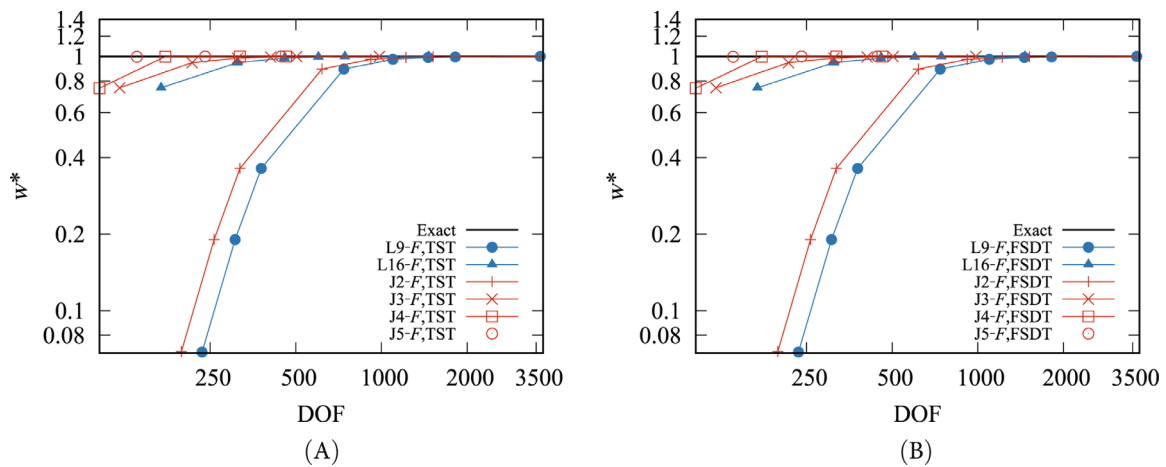 1.4
1.2
1
0.8
0.6
0.4
0.2
0.1
0.08
w*
Exact
L9-F,TST
L16-F,TST
J2-F,TST
J3-F,TST
J4-F,TST
J5-F,TST
250 500 1000 2000 3500
DOF
(A)
1.4
1.2
1
0.8
0.6
0.4
0.2
0.1
0.08
w*
Exact
L9-F,FSDT
L16-F,FSDT
J2-F,FSDT
J3-F,FSDT
J4-F,FSDT
J5-F,FSDT
250 500 1000 2000 3500
DOF
(B)